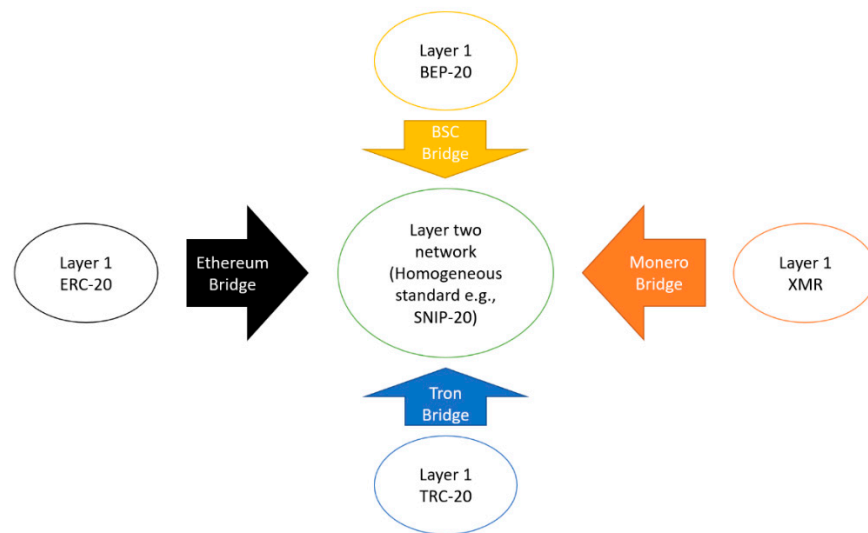 Layer 1
BEP-20
BSC
Bridge
Layer 1
ERC-20
Ethereum
Bridge
Layer two
network
(Homogeneous
standard e.g.,
SNIP-20)
Monero
Bridge
Layer 1
XMR
Tron
Bridge
Layer 1
TRC-20